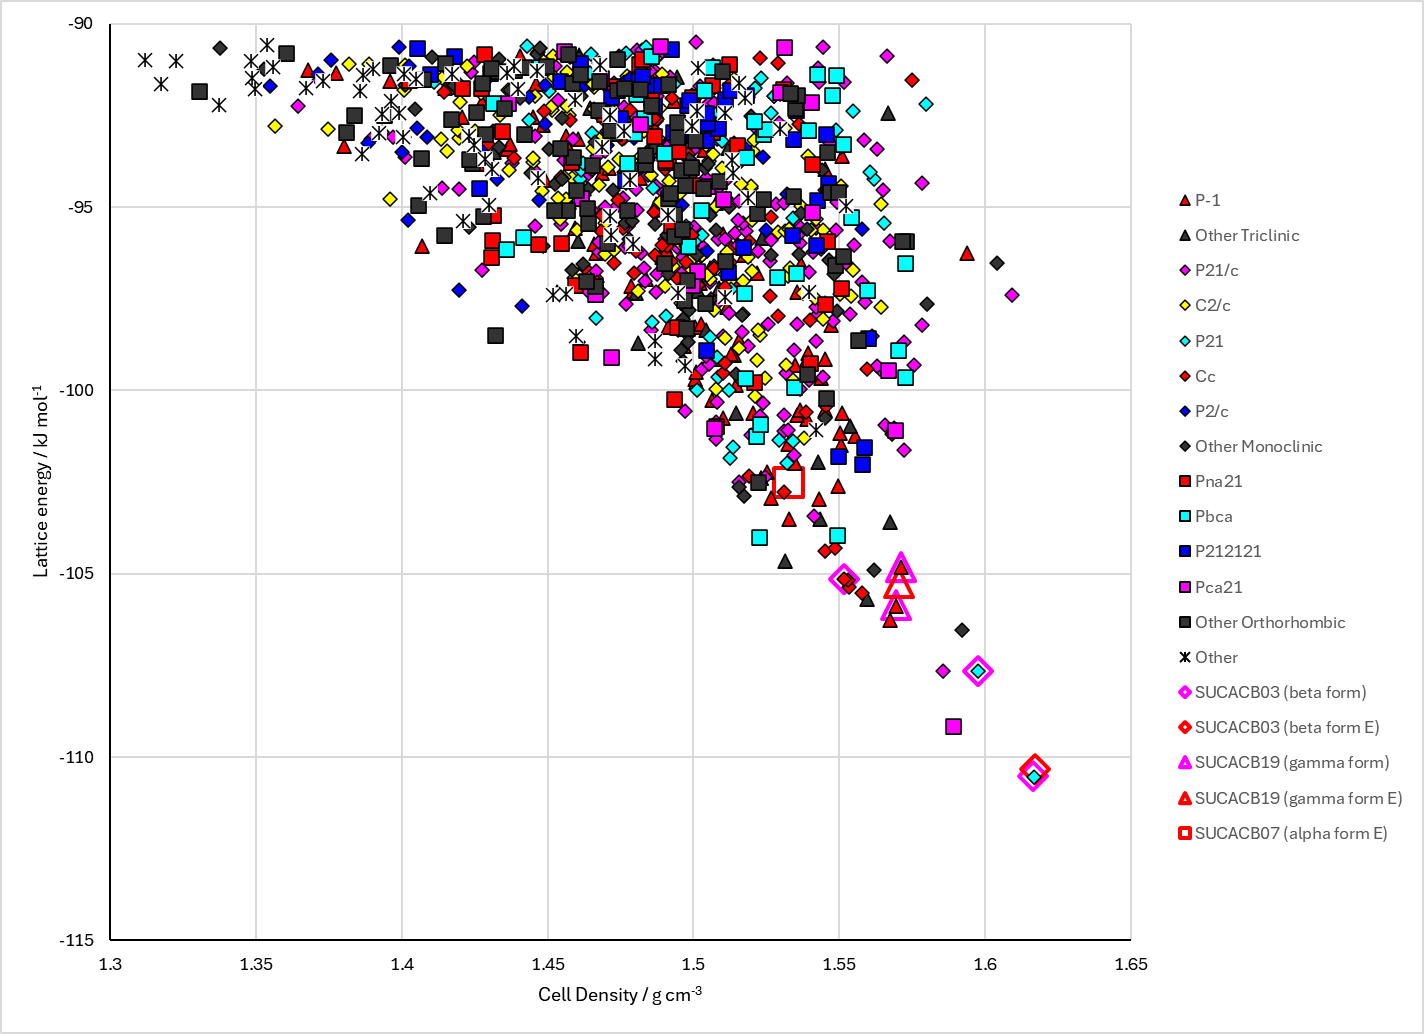 -90
-95
-100
-105
-110
-115
Lattice energy / kJ mol-1
1.3 1.35 1.4 1.45 1.5 1.55 1.6 1.65
Cell Density / g cm-3
P-1
Other Triclinic
P21/c
C2/c
P21
Cc
P2/c
Other Monoclinic
Pna21
Pbca
P212121
Pca21
Other Orthorhombic
Other
SUCACB03 (beta form)
SUCACB03 (beta form E)
SUCACB19 (gamma form)
SUCACB19 (gamma form E)
SUCACB07 (alpha form E)